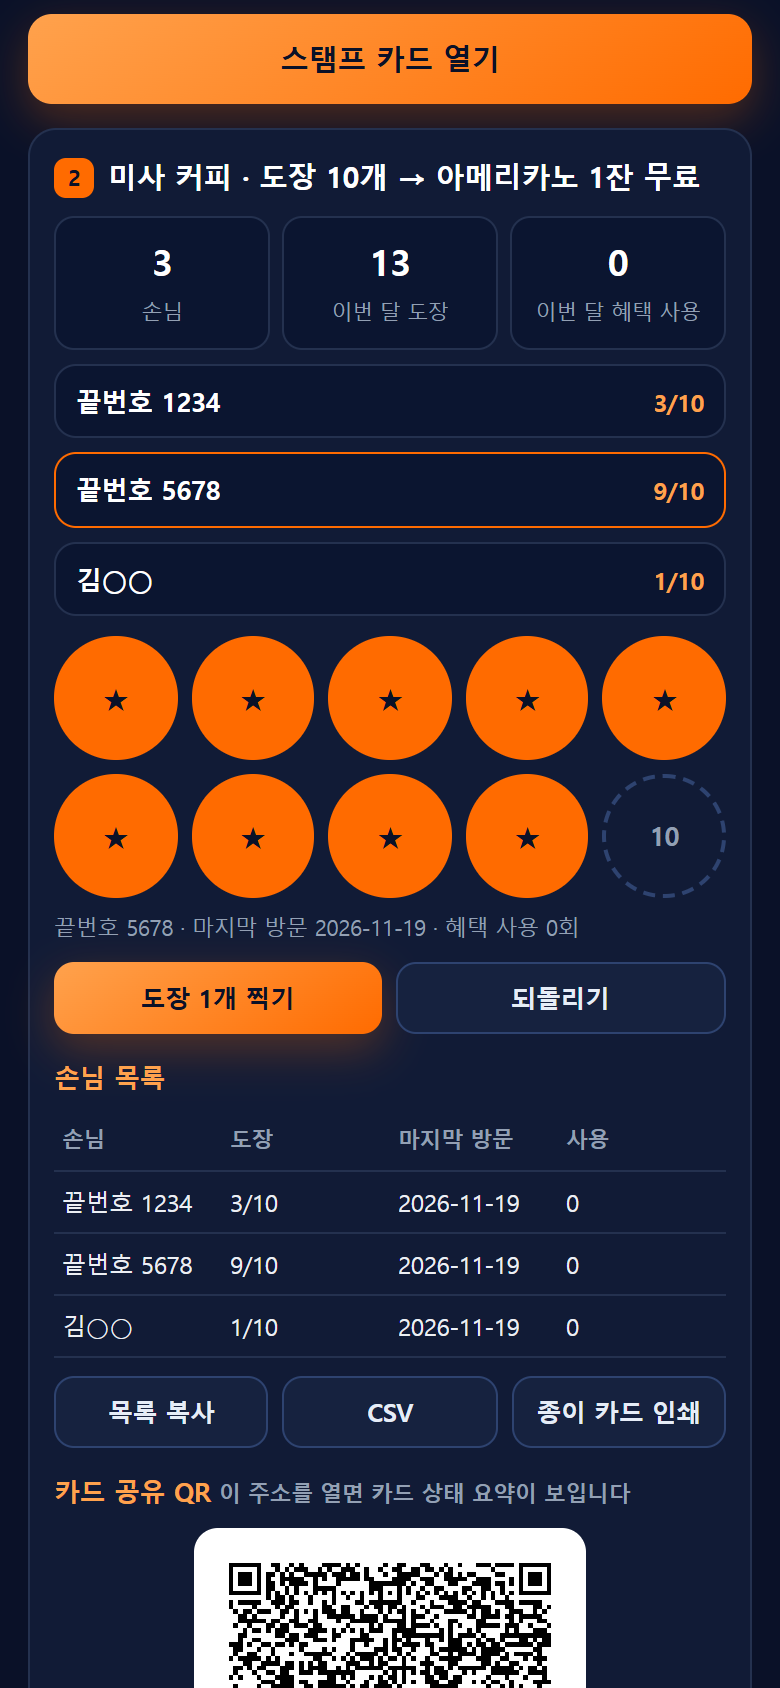 스탬프 카드 열기
2 미사 커피 · 도장 10개 → 아메리카노 1잔 무료
3 13 0
손님 이번 달 도장 이번 달 혜택 사용
끝번호 1234 3/10
끝번호 5678 9/10
김○○ 1/10
★ ★ ★ ★ ★
★ ★ ★ ★ 10
끝번호 5678 · 마지막 방문 2026-11-19 · 혜택 사용 0회
도장 1개 찍기 되돌리기
손님 목록
손님 도장 마지막 방문 사용
끝번호 1234 3/10 2026-11-19 0
끝번호 5678 9/10 2026-11-19 0
김○○ 1/10 2026-11-19 0
목록 복사 CSV 종이 카드 인쇄
카드 공유 QR 이 주소를 열면 카드 상태 요약이 보입니다